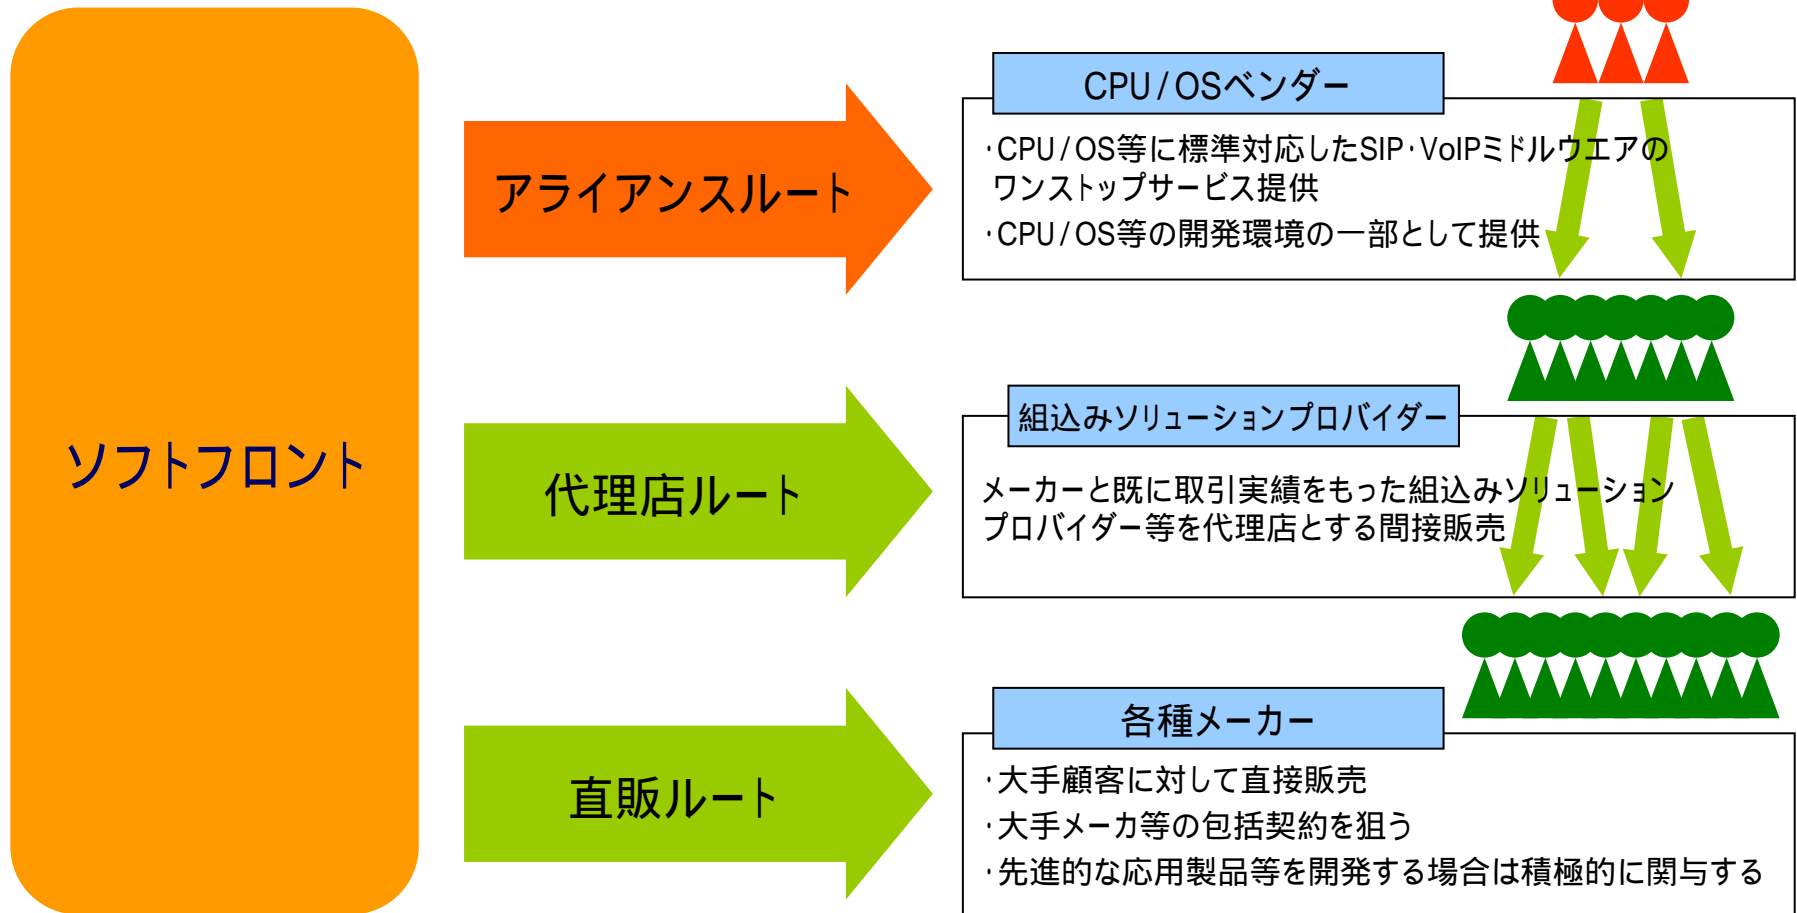 ソフトフロント
アライアンスルート
CPU/OSベンダー
・CPU/OS等に標準対応したSIP・VoIPミドルウエアの
ワンストップサービス提供
・CPU/OS等の開発環境の一部として提供
代理店ルート
組込みソリューションプロバイダー
メーカーと既に取引実績をもった組込みソリューション
プロバイダー等を代理店とする間接販売
直販ルート
各種メーカー
・大手顧客に対して直接販売
・大手メーカ等の包括契約を狙う
・先進的な応用製品等を開発する場合は積極的に関与する